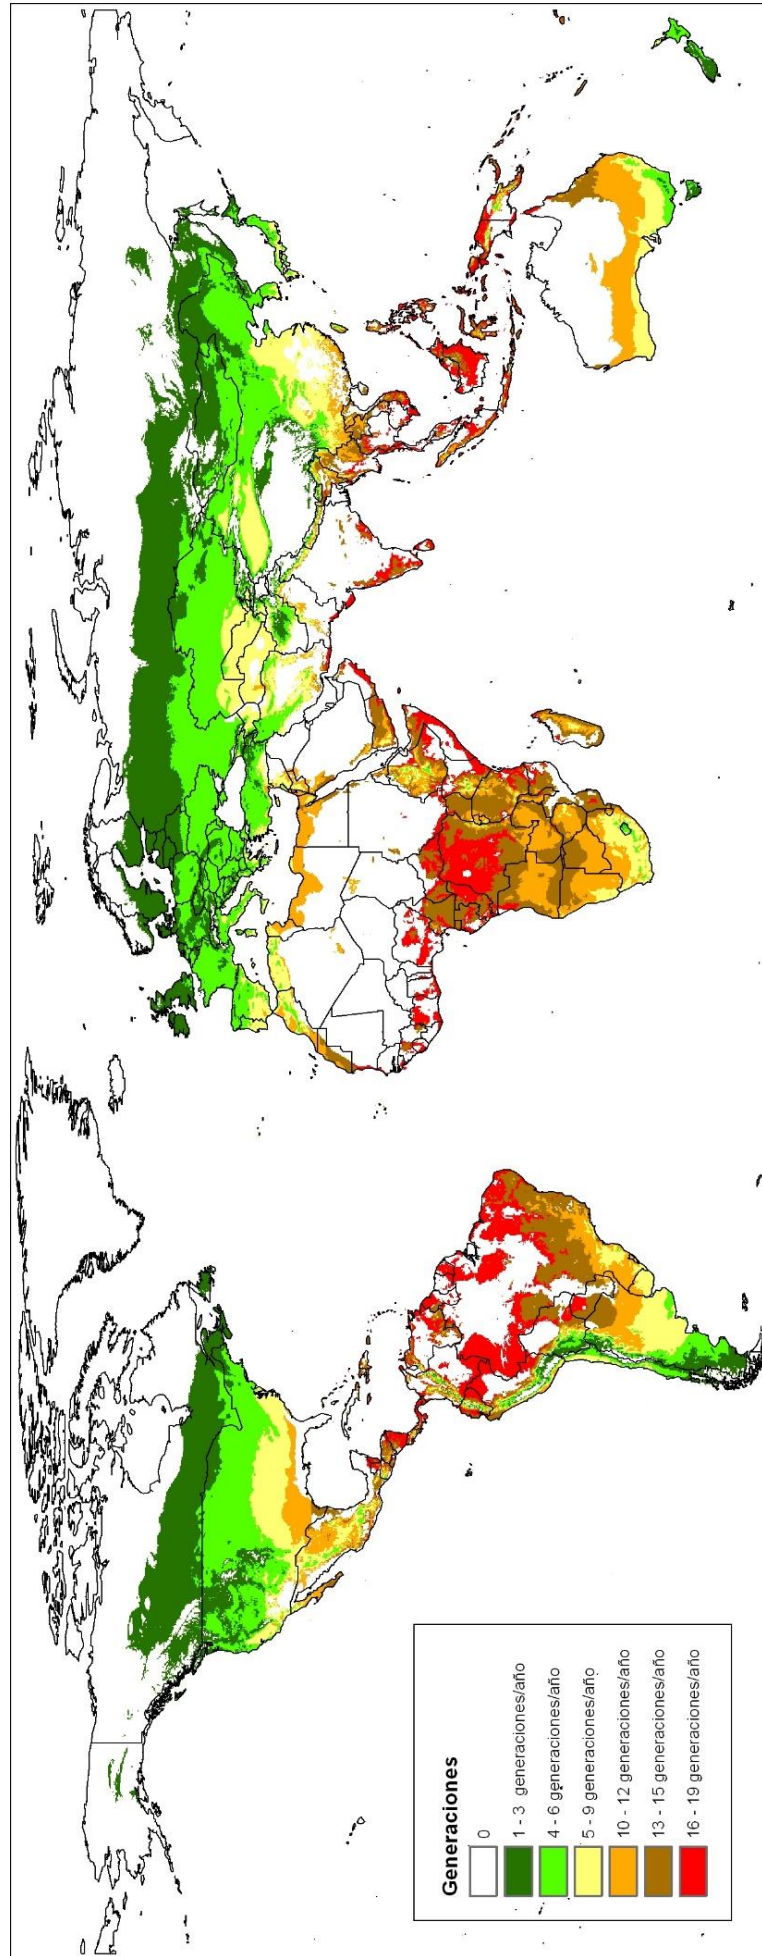 Generaciones
0
1 - 3 generaciones/año
4 - 6 generaciones/año
5 - 9 generaciones/año
10 - 12 generaciones/año
13 - 15 generaciones/año
16 - 19 generaciones/año